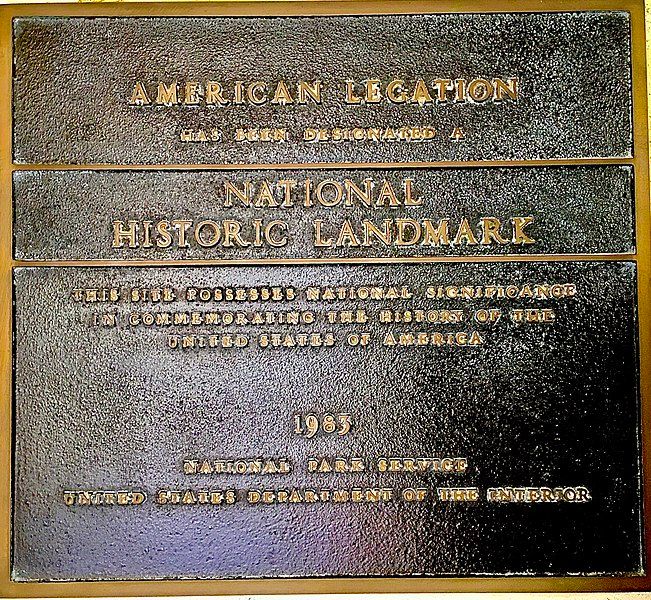 AMERICAN LEGATION
HAS BEEN DESIGNATED A
NATIONAL
HISTORIC LANDMARK
THIS SITE POSSESSES NATIONAL SIGNIFICANCE
IN COMMEMORATING THE HISTORY OF THE
UNITED STATES OF AMERICA
1983
NATIONAL PARK SERVICE
UNITED STATES DEPARTMENT OF THE INTERIOR